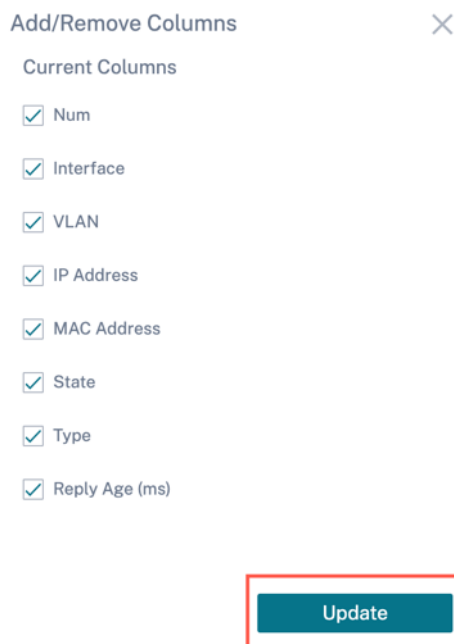 Add/Remove Columns
Current Columns
Num
Interface
VLAN
IP Address
MAC Address
State
Type
Reply Age (ms)
Update